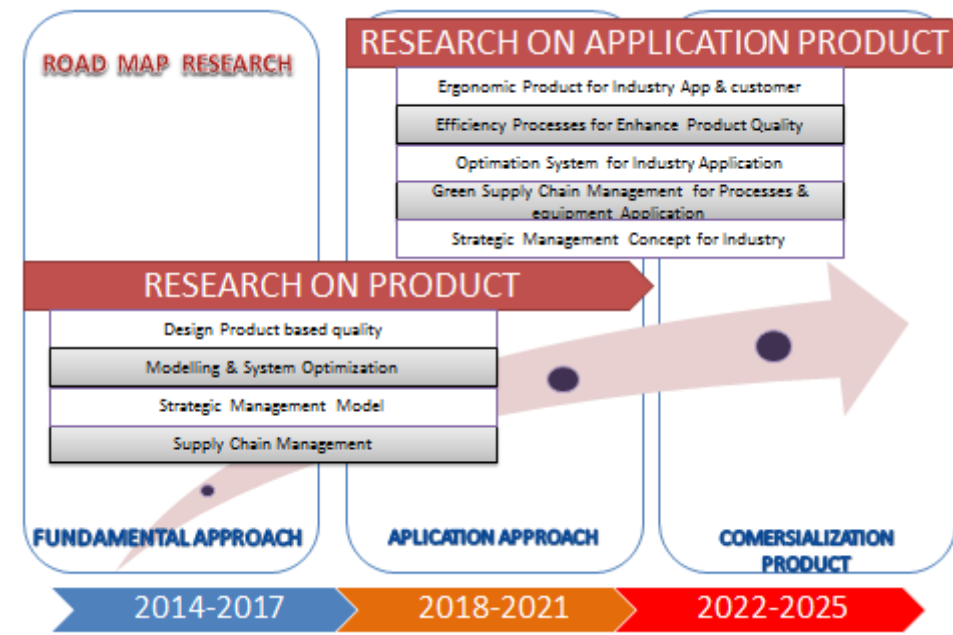 ROAD MAP RESEARCH
RESEARCH ON APPLICATION PRODUCT
Ergonomic Product for Industry App & customer
Efficiency Processes for Enhance Product Quality
Optimation System for Industry Application
Green Supply Chain Management for Processes &
equipment Application
Strategic Management Concept for Industry
RESEARCH ON PRODUCT
Design Product based quality
Modelling & System Optimization
Strategic Management Model
Supply Chain Management
FUNDAMENTAL APPROACH
APLICATION APPROACH
COMERSIALIZATION
PRODUCT
2014-2017
2018-2021
2022-2025